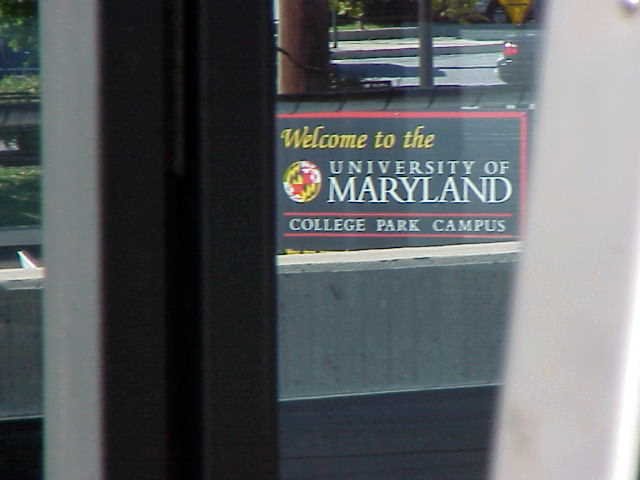 Welcome to the
UNIVERSITY OF
MARYLAND
COLLEGE PARK CAMPUS